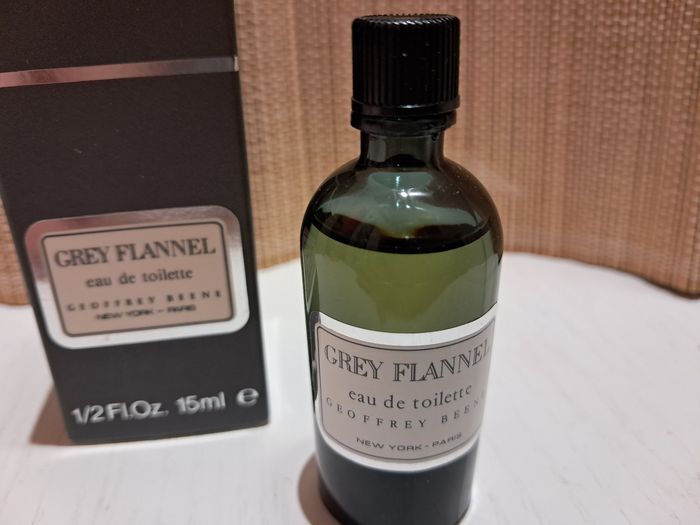 GREY FLANNEL
eau de toilette
GEOFFREY BEENE
NEW YORK - PARIS
1/2 Fl.Oz. 15ml e
GREY FLANNEL
eau de toilette
GEOFFREY BEENE
NEW YORK - PARIS